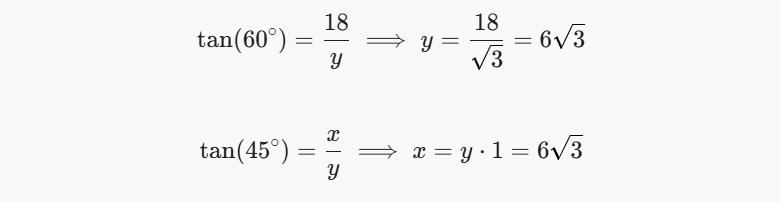 tan(60°) = 18/y ⟹ y = 18/√3 = 6√3
tan(45°) = x/y ⟹ x = y · 1 = 6√3